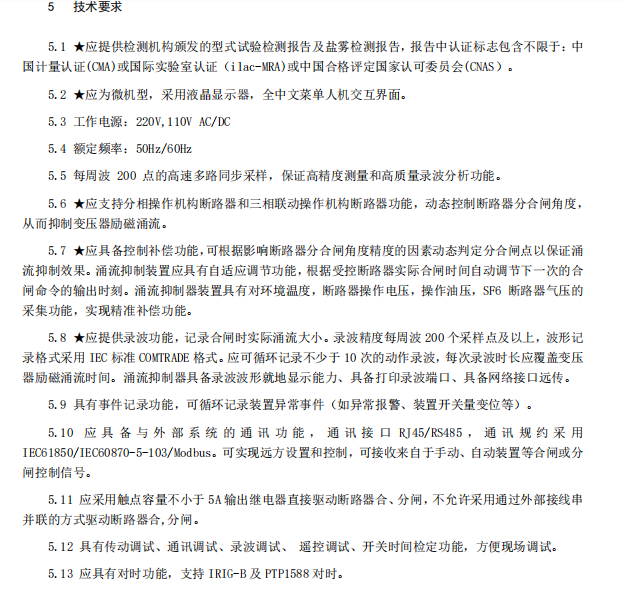 5 技术要求
5.1 ★应提供检测机构颁发的型式试验检测报告及盐雾检测报告，报告中认证标志包含不限于：中
国计量认证(CMA)或国际实验室认证（ilac-MRA)或中国合格评定国家认可委员会(CNAS）。
5.2 ★应为微机型，采用液晶显示器，全中文菜单人机交互界面。
5.3 工作电源：220V,110V AC/DC
5.4 额定频率：50Hz/60Hz
5.5 每周波 200 点的高速多路同步采样，保证高精度测量和高质量录波分析功能。
5.6 ★应支持分相操作机构断路器和三相联动操作机构断路器功能，动态控制断路器分合闸角度，
从而抑制变压器励磁涌流。
5.7 ★应具备控制补偿功能，可根据影响断路器分合闸角度精度的因素动态判定分合闸点以保证涌
流抑制效果。涌流抑制装置应具有自适应调节功能，根据受控断路器实际合闸时间自动调节下一次的合
闸命令的输出时刻。涌流抑制器装置具有对环境温度，断路器操作电压，操作油压，SF6 断路器气压的
采集功能，实现精准补偿功能。
5.8 ★应提供录波功能，记录合闸时实际涌流大小。录波精度每周波 200 个采样点及以上，波形记
录格式采用 IEC 标准 COMTRADE 格式。应可循环记录不少于 10 次的动作录波，每次录波时长应覆盖变压
器励磁涌流时间。涌流抑制器具备录波波形就地显示能力、具备打印录波端口、具备网络接口远传。
5.9 具有事件记录功能，可循环记录装置异常事件（如异常报警、装置开关量变位等）。
5.10 应具备与外部系统的通讯功能，通讯接口 RJ45/RS485，通讯规约采用
IEC61850/IEC60870-5-103/Modbus。可实现远方设置和控制，可接收来自于手动、自动装置等合闸或分
闸控制信号。
5.11 应采用触点容量不小于 5A 输出继电器直接驱动断路器合、分闸，不允许采用通过外部接线串
并联的方式驱动断路器合,分闸。
5.12 具有传动调试、通讯调试、录波调试、 遥控调试、开关时间检定功能，方便现场调试。
5.13 应具有对时功能，支持 IRIG-B 及 PTP1588 对时。